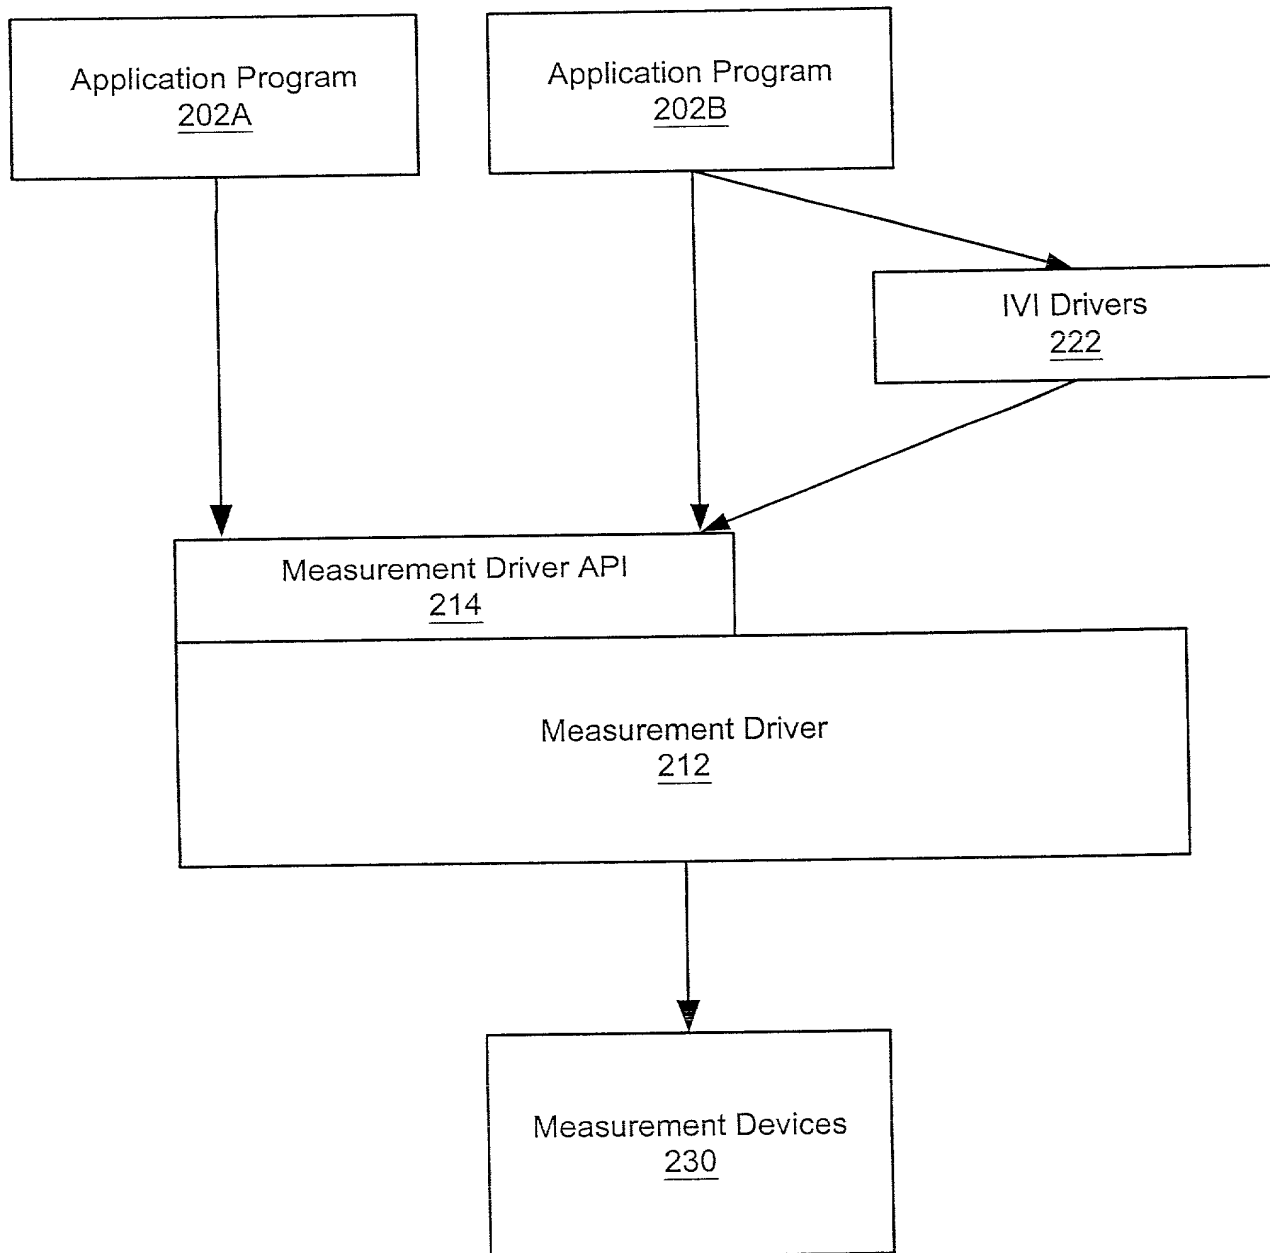 Application Program
202A
Application Program
202B
IVI Drivers
222
Measurement Driver API
214
Measurement Driver
212
Measurement Devices
230